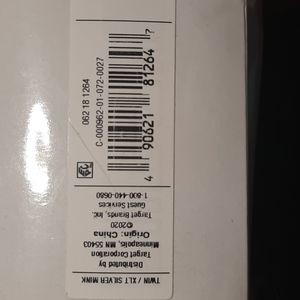 TWIN / XLT SILVER MINK
Distributed by
Target Corporation
Minneapolis, MN 55403
Origin: China
©2020
Target Brands, Inc.
Guest Services
1-800-440-0680
4 90621 81264 7
C-000962-01-072-0027
062 18 1264